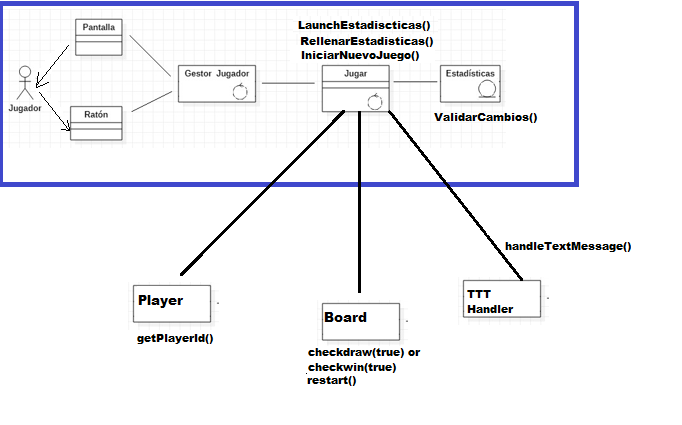 LaunchEstadiscticas()
RellenarEstadisticas()
IniciarNuevoJuego()
Pantalla
Gestor Jugador
Jugar
Estadísticas
Jugador
Ratón
ValidarCambios()
handleTextMessage()
Player
getPlayerId()
Board
checkdraw(true) or
checkwin(true)
restart()
TTT
Handler